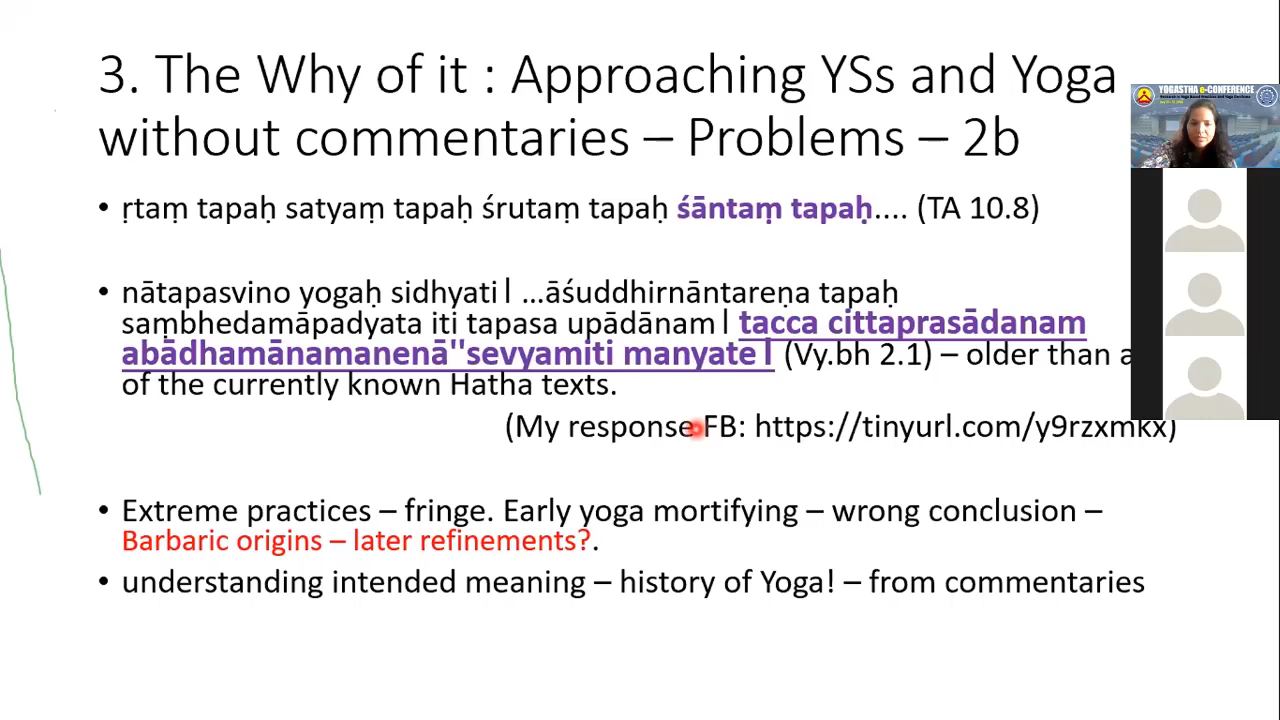 3. The Why of it : Approaching YSs and Yoga
without commentaries – Problems – 2b
• ṛtaṃ tapaḥ satyaṃ tapaḥ śrutaṃ tapaḥ śāntaṃ tapaḥ.... (TA 10.8)
• nātapasvino yogaḥ sidhyati। …āśuddhirnāntareṇa tapaḥ
saṃbhedamāpadyata iti tapasa upādānam। tacca cittaprasādanam
abādhamānamanenā''sevyamiti manyate। (Vy.bh 2.1) – older than a
of the currently known Hatha texts.
(My response FB: https://tinyurl.com/y9rzxmkx)
• Extreme practices – fringe. Early yoga mortifying – wrong conclusion –
Barbaric origins – later refinements?.
• understanding intended meaning – history of Yoga! – from commentaries
YOGASTHA e-CONFERENCE